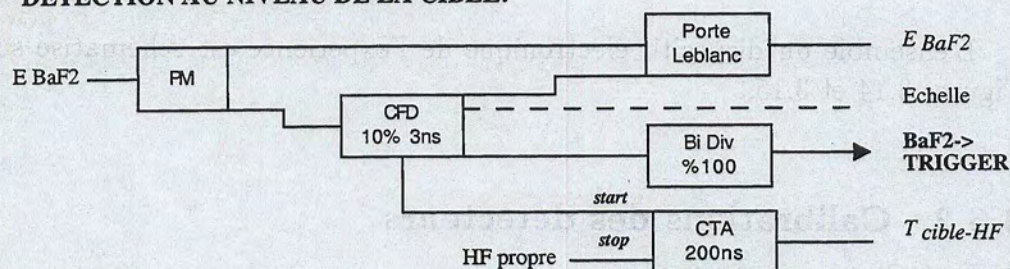 DETECTION AU NIVEAU DE LA CIBLE:
Porte
Leblanc
E BaF2
E BaF2
PM
Echelle
CFD
10% 3ns
Bi Div
%100
BaF2->
TRIGGER
start
CTA
200ns
T cible-HF
stop
HF propre